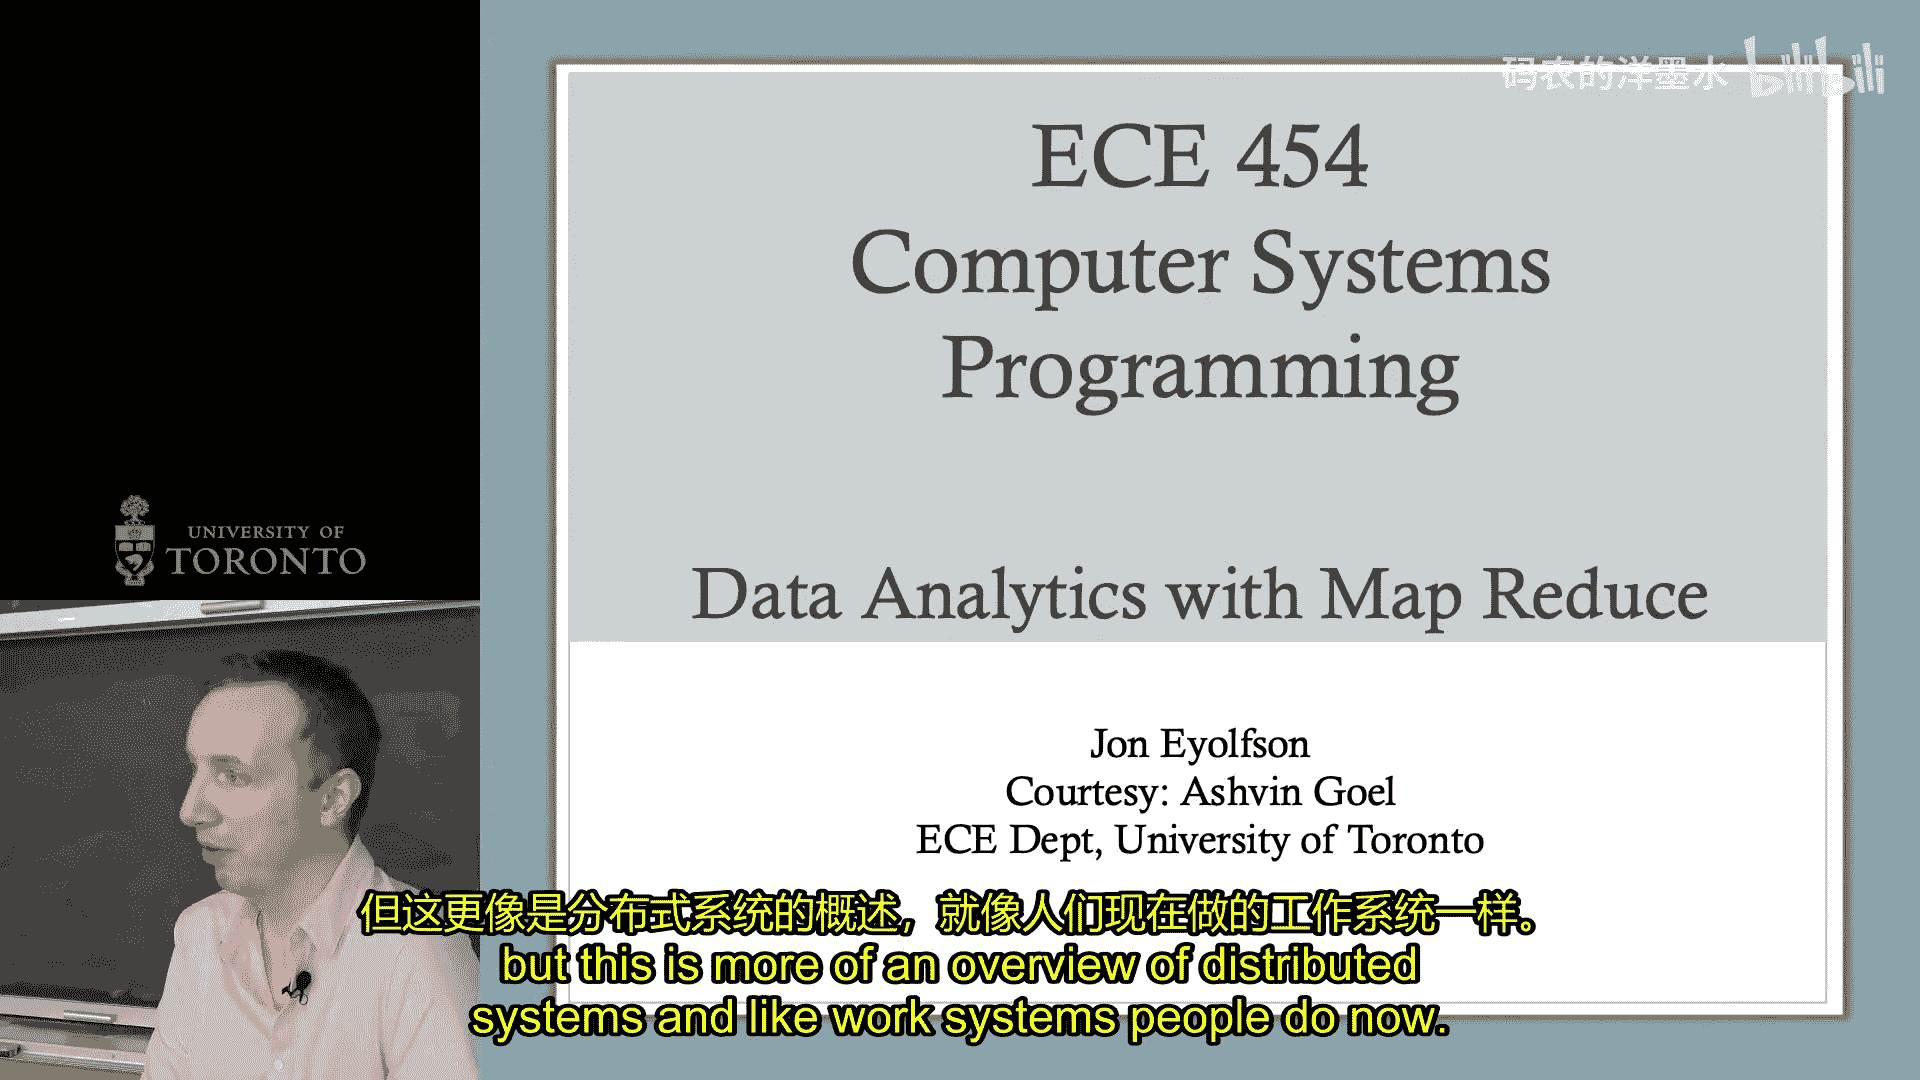 码农的洋墨水 bilibili
ECE 454
Computer Systems
Programming
Data Analytics with Map Reduce
UNIVERSITY OF
TORONTO
Jon Eyolfson
Courtesy: Ashvin Goel
ECE Dept, University of Toronto
但这更像是分布式系统的概述，就像人们现在做的工作系统一样。
but this is more of an overview of distributed
systems and like work systems people do now.